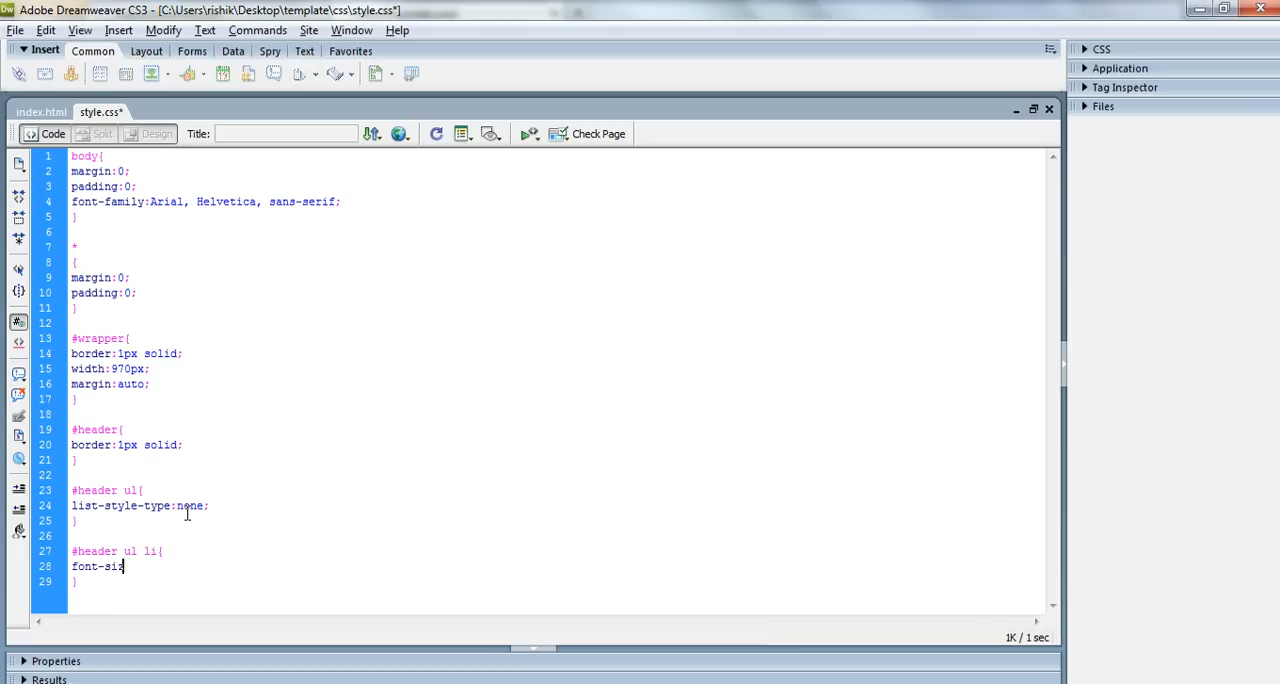 Dw Adobe Dreamweaver CS3 - [C:\Users\rishik\Desktop\template\css\style.css*]
File Edit View Insert Modify Text Commands Site Window Help
Insert Common Layout Forms Data Spry Text Favorites
CSS
Application
Tag Inspector
Files
index.html style.css*
Code Split Design Title: Check Page
1 body{
2 margin:0;
3 padding:0;
4 font-family:Arial, Helvetica, sans-serif;
5 }
6
7 *
8 {
9 margin:0;
10 padding:0;
11 }
12
13 #wrapper{
14 border:1px solid;
15 width:970px;
16 margin:auto;
17 }
18
19 #header{
20 border:1px solid;
21 }
22
23 #header ul{
24 list-style-type:none;
25 }
26
27 #header ul li{
28 font-siz
29 }
1K / 1 sec
Properties
Results